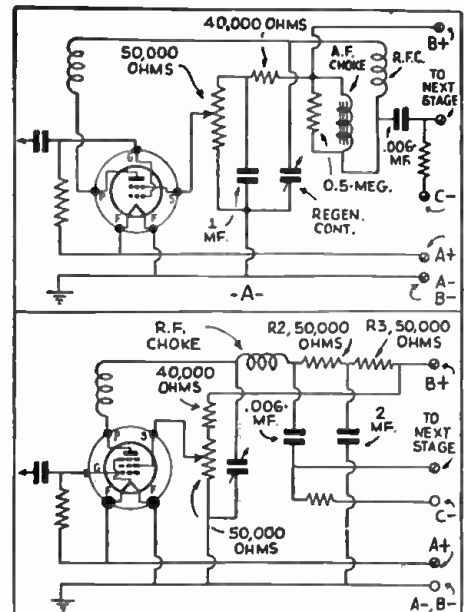 40,000 OHMS
B+
50,000
OHMS
A.F.
CHOKE
R.F.C.
TO
NEXT
STAGE
.006-
MF.
G
P
S
F
F
1
MF.
REGEN.
CONT.
0.5-MEG.
C-
A+
A-
B-
-A-
R.F.
CHOKE
R2, 50,000
OHMS
R3, 50,000
OHMS
40,000
OHMS
B+
.006-
MF.
2
MF.
TO
NEXT
STAGE
P
S
G
F
F
C-
50,000
OHMS
A+
A-, B-